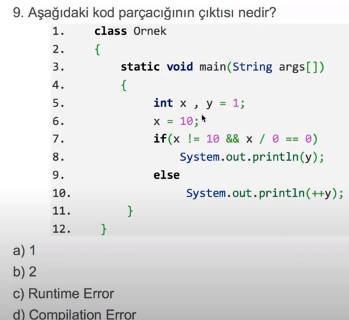 9. Aşağıdaki kod parçacığının çıktısı nedir?
1. class Ornek
2. {
3. static void main(String args[])
4. {
5. int x , y = 1;
6. x = 10;
7. if(x != 10 && x / 0 == 0)
8. System.out.println(y);
9. else
10. System.out.println(++y);
11. }
12. }
a) 1
b) 2
c) Runtime Error
d) Compilation Error